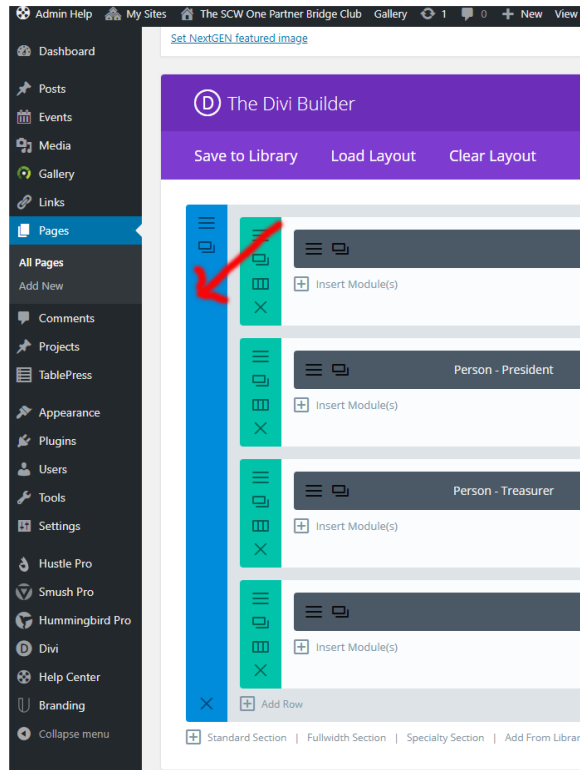 Admin Help My Sites The SCW One Partner Bridge Club Gallery 1 0 New View
Set NextGEN featured image
Dashboard
Posts
Events
Media
Gallery
Links
Pages
All Pages
Add New
Comments
Projects
TablePress
Appearance
Plugins
Users
Tools
Settings
Hustle Pro
Smush Pro
Hummingbird Pro
Divi
Help Center
Branding
Collapse menu
D The Divi Builder
Save to Library Load Layout Clear Layout
Insert Module(s)
Person - President
Insert Module(s)
Person - Treasurer
Insert Module(s)
Insert Module(s)
Add Row
Standard Section | Fullwidth Section | Specialty Section | Add From Librar